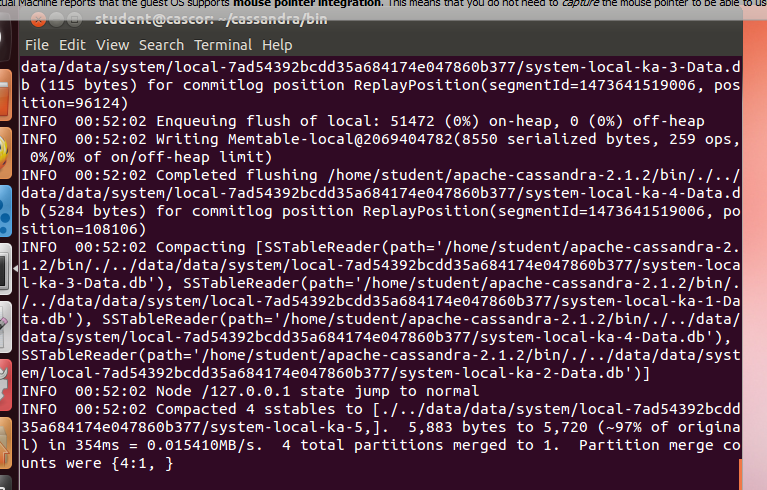 tual Machine reports that the guest OS supports mouse pointer integration. This means that you do not need to capture the mouse pointer to be able to us
student@cascor: ~/cassandra/bin
File Edit View Search Terminal Help
data/data/system/local-7ad54392bcdd35a684174e047860b377/system-local-ka-3-Data.d
b (115 bytes) for commitlog position ReplayPosition(segmentId=1473641519006, pos
ition=96124)
INFO  00:52:02 Enqueuing flush of local: 51472 (0%) on-heap, 0 (0%) off-heap
INFO  00:52:02 Writing Memtable-local@2069404782(8550 serialized bytes, 259 ops,
 0%/0% of on/off-heap limit)
INFO  00:52:02 Completed flushing /home/student/apache-cassandra-2.1.2/bin/./../
data/data/system/local-7ad54392bcdd35a684174e047860b377/system-local-ka-4-Data.d
b (5284 bytes) for commitlog position ReplayPosition(segmentId=1473641519006, po
sition=108106)
INFO  00:52:02 Compacting [SSTableReader(path='/home/student/apache-cassandra-2.
1.2/bin/./../data/data/system/local-7ad54392bcdd35a684174e047860b377/system-loca
l-ka-3-Data.db'), SSTableReader(path='/home/student/apache-cassandra-2.1.2/bin/.
/../data/data/system/local-7ad54392bcdd35a684174e047860b377/system-local-ka-1-Da
ta.db'), SSTableReader(path='/home/student/apache-cassandra-2.1.2/bin/./../data/
data/system/local-7ad54392bcdd35a684174e047860b377/system-local-ka-4-Data.db'),
SSTableReader(path='/home/student/apache-cassandra-2.1.2/bin/./../data/data/syst
em/local-7ad54392bcdd35a684174e047860b377/system-local-ka-2-Data.db')]
INFO  00:52:02 Node /127.0.0.1 state jump to normal
INFO  00:52:02 Compacted 4 sstables to [./../data/data/system/local-7ad54392bcdd
35a684174e047860b377/system-local-ka-5,].  5,883 bytes to 5,720 (~97% of origina
l) in 354ms = 0.015410MB/s.  4 total partitions merged to 1.  Partition merge co
unts were {4:1, }